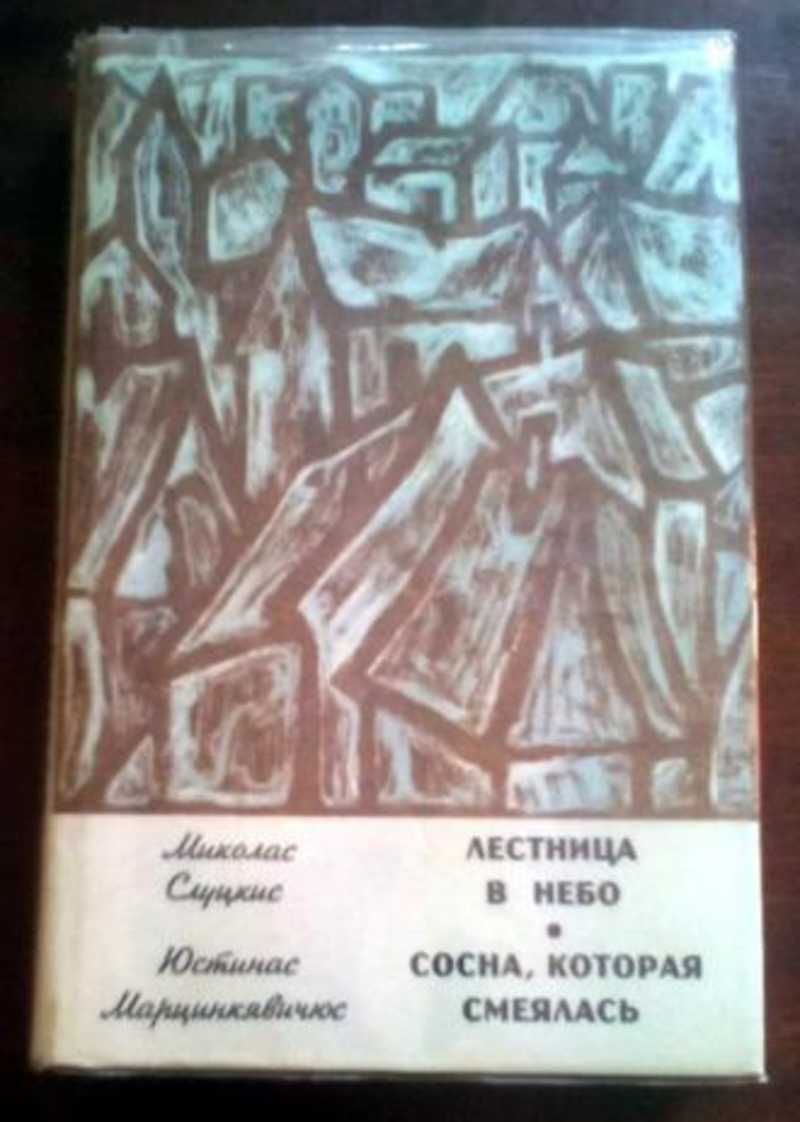 Миколас
Слуцкис
ЛЕСТНИЦА
В НЕБО
Юстинас
Марцинкявичюс
СОСНА, КОТОРАЯ
СМЕЯЛАСЬ